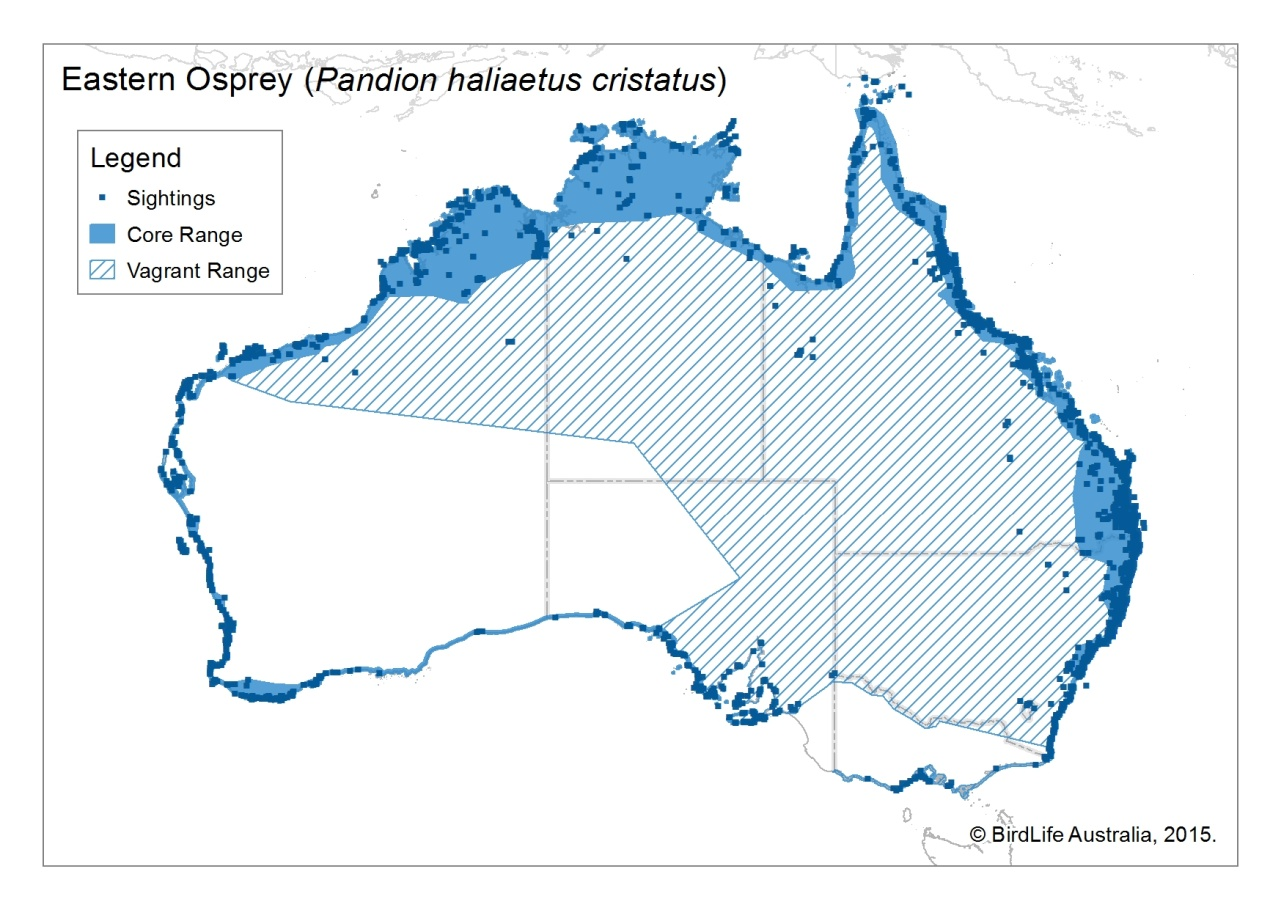 Eastern Osprey (Pandion haliaetus cristatus)
Legend
Sightings
Core Range
Vagrant Range
© BirdLife Australia, 2015.